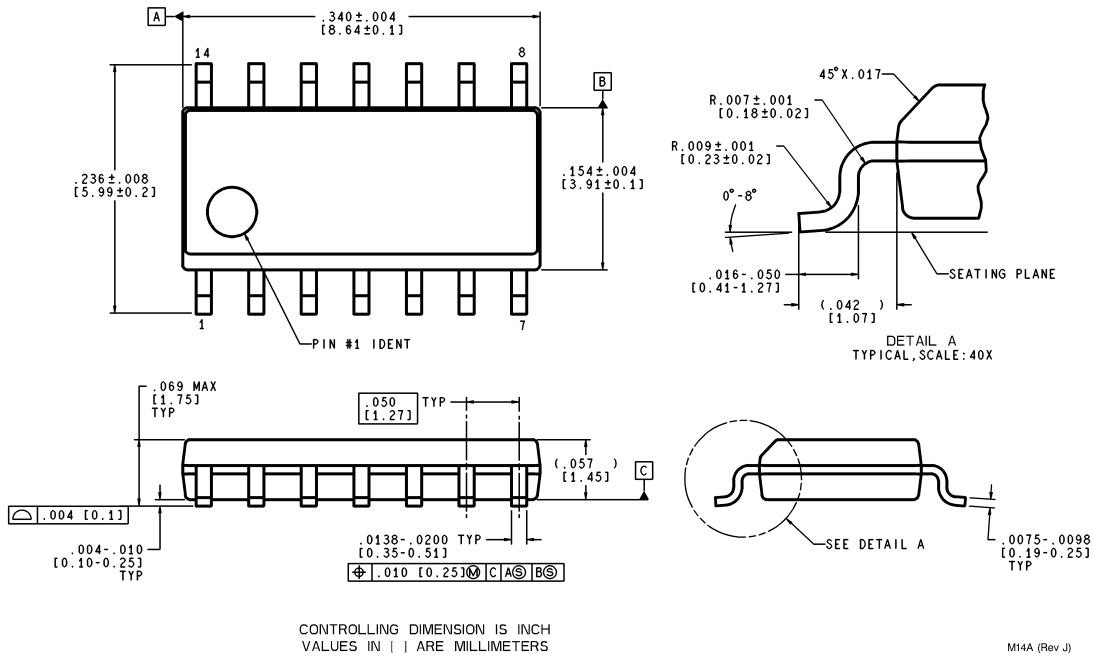 A
.340±.004
[8.64±0.1]
14
8
B
.236±.008
[5.99±0.2]
.154±.004
[3.91±0.1]
1
7
PIN #1 IDENT
45°X.017
R.007±.001
[0.18±0.02]
R.009±.001
[0.23±0.02]
0°-8°
.016-.050
[0.41-1.27]
SEATING PLANE
(.042 )
[1.07]
DETAIL A
TYPICAL,SCALE:40X
.069 MAX
[1.75]
TYP
.050
[1.27]
TYP
(.057 )
[1.45]
C
.004 [0.1]
.004-.010
[0.10-0.25]
TYP
.0138-.0200 TYP
[0.35-0.51]
⌖ .010 [0.25]Ⓜ C AⓈ BⓈ
SEE DETAIL A
.0075-.0098
[0.19-0.25]
TYP
CONTROLLING DIMENSION IS INCH
VALUES IN [ ] ARE MILLIMETERS
M14A (Rev J)